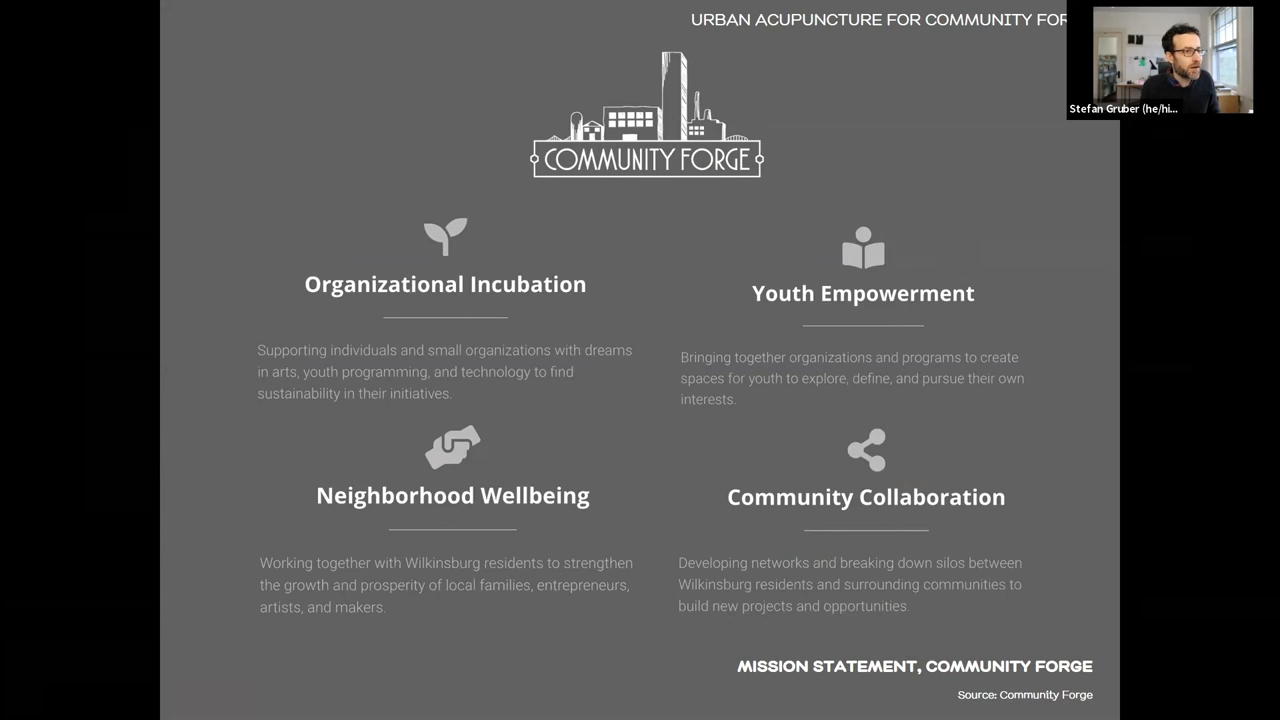 URBAN ACUPUNCTURE FOR COMMUNITY FOR
Stefan Gruber (he/hi...
COMMUNITY FORGE
Organizational Incubation
Supporting individuals and small organizations with dreams
in arts, youth programming, and technology to find
sustainability in their initiatives.
Youth Empowerment
Bringing together organizations and programs to create
spaces for youth to explore, define, and pursue their own
interests.
Neighborhood Wellbeing
Working together with Wilkinsburg residents to strengthen
the growth and prosperity of local families, entrepreneurs,
artists, and makers.
Community Collaboration
Developing networks and breaking down silos between
Wilkinsburg residents and surrounding communities to
build new projects and opportunities.
MISSION STATEMENT, COMMUNITY FORGE
Source: Community Forge